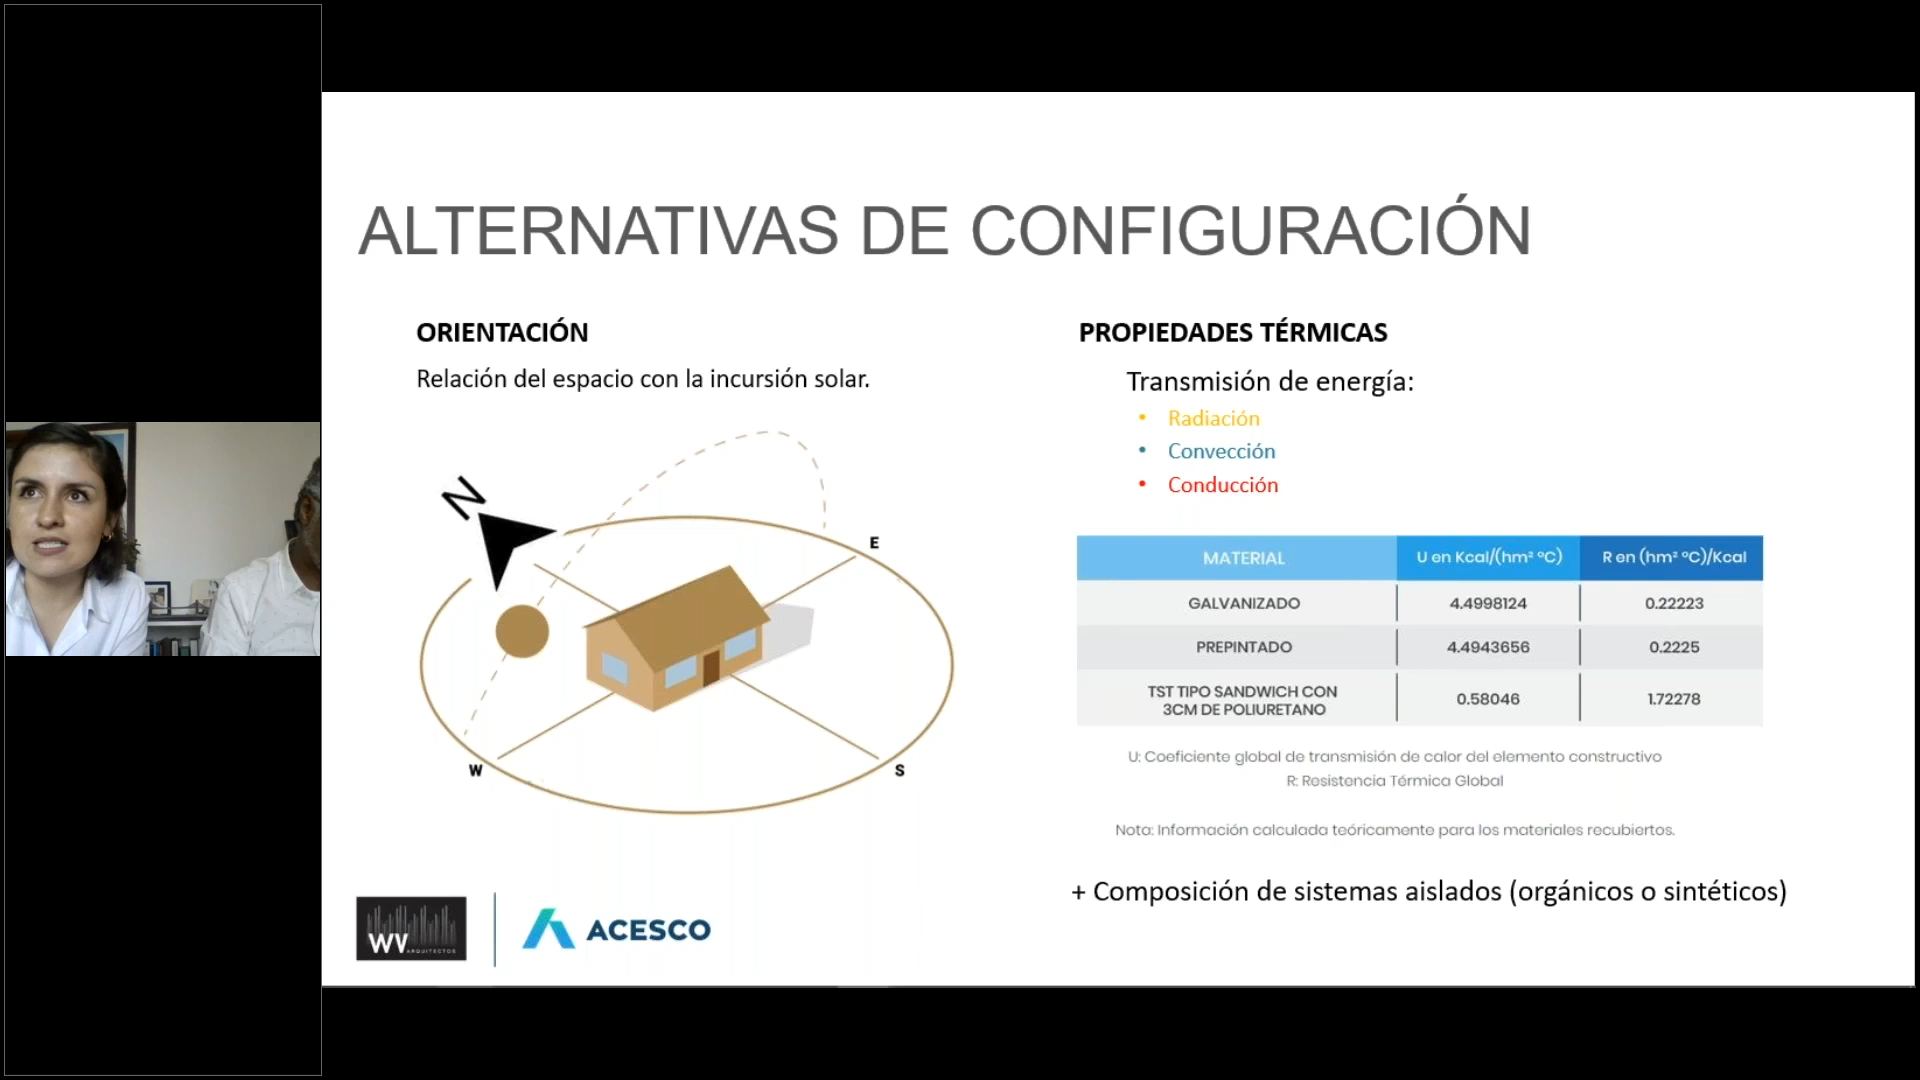 ALTERNATIVAS DE CONFIGURACIÓN
ORIENTACIÓN
Relación del espacio con la incursión solar.
N
E
W
S
PROPIEDADES TÉRMICAS
Transmisión de energía:
• Radiación
• Convección
• Conducción
MATERIAL U en Kcal/(hm² ºC) R en (hm² ºC)/Kcal
GALVANIZADO 4.4998124 0.22223
PREPINTADO 4.4943656 0.2225
TST TIPO SANDWICH CON
3CM DE POLIURETANO 0.58046 1.72278
U: Coeficiente global de transmisión de calor del elemento constructivo
R: Resistencia Térmica Global
Nota: Información calculada teóricamente para los materiales recubiertos.
+ Composición de sistemas aislados (orgánicos o sintéticos)
WV ARQUITECTOS
ACESCO